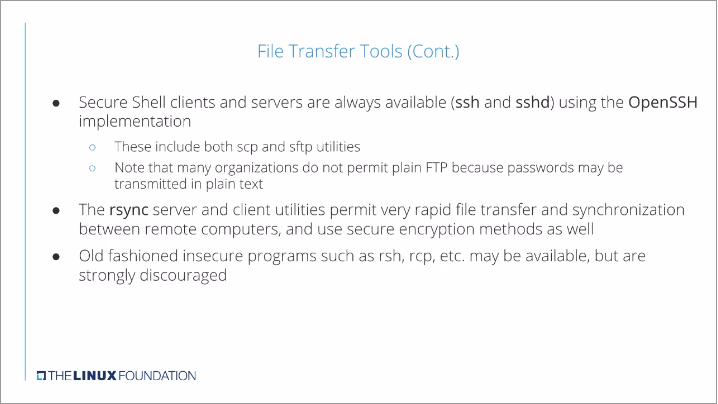 File Transfer Tools (Cont.)
● Secure Shell clients and servers are always available (ssh and sshd) using the OpenSSH
implementation
○ These include both scp and sftp utilities
○ Note that many organizations do not permit plain FTP because passwords may be
transmitted in plain text
● The rsync server and client utilities permit very rapid file transfer and synchronization
between remote computers, and use secure encryption methods as well
● Old fashioned insecure programs such as rsh, rcp, etc. may be available, but are
strongly discouraged
THE LINUX FOUNDATION